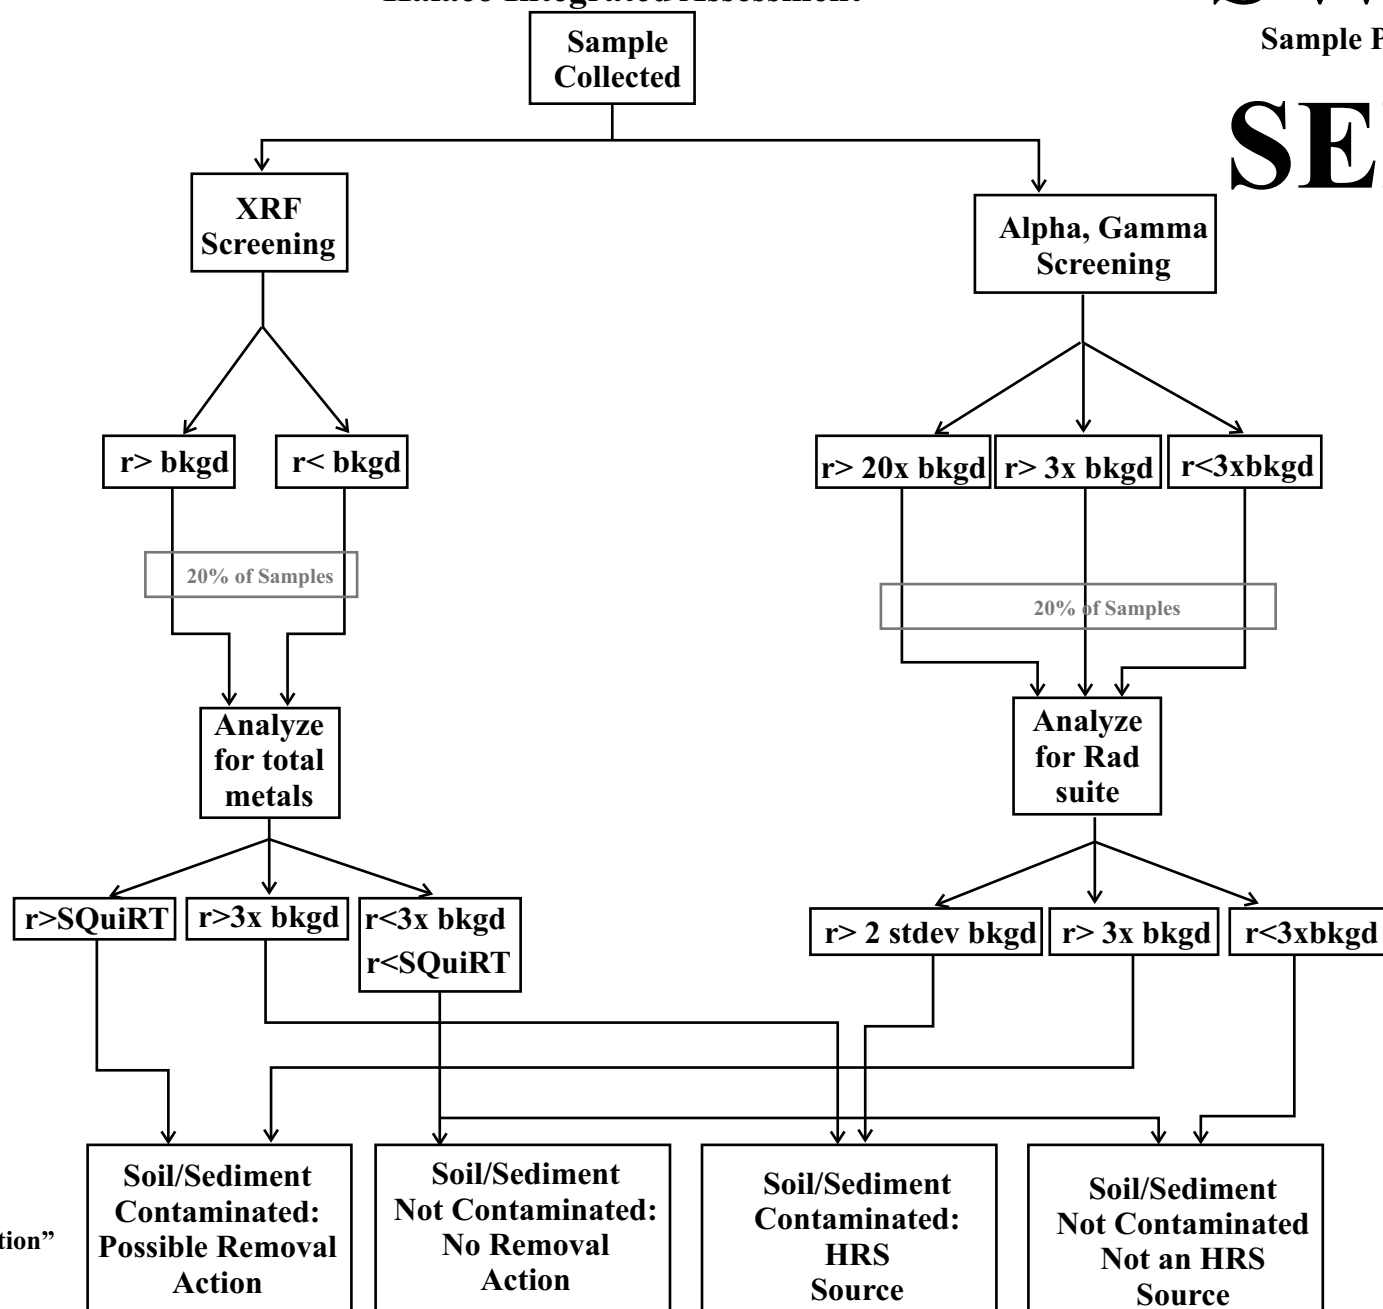 Integrated Assessment
Sample P
SE
Sample
Collected
XRF
Screening
Alpha, Gamma
Screening
r> bkgd
r< bkgd
r> 20x bkgd
r> 3x bkgd
r<3xbkgd
20% of Samples
20% of Samples
Analyze
for total
metals
Analyze
for Rad
suite
r>SQuiRT
r>3x bkgd
r<3x bkgd
r<SQuiRT
r> 2 stdev bkgd
r> 3x bkgd
r<3xbkgd
Soil/Sediment
Contaminated:
Possible Removal
Action
Soil/Sediment
Not Contaminated:
No Removal
Action
Soil/Sediment
Contaminated:
HRS
Source
Soil/Sediment
Not Contaminated
Not an HRS
Source
tion”